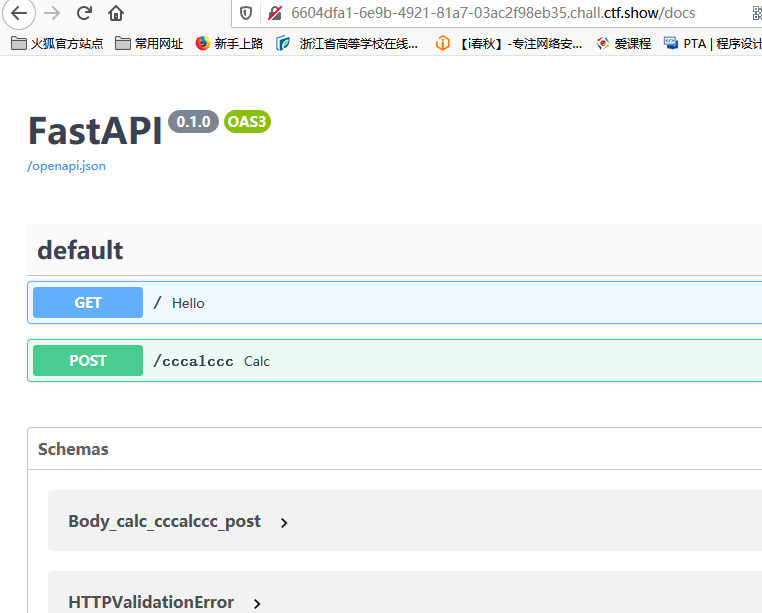 6604dfa1-6e9b-4921-81a7-03ac2f98eb35.chall.ctf.show/docs
火狐官方站点 常用网址 新手上路 浙江省高等学校在线... 【i春秋】-专注网络安... 爱课程 PTA | 程序设计
FastAPI 0.1.0 OAS3
/openapi.json
default
GET / Hello
POST /cccalccc Calc
Schemas
Body_calc_cccalccc_post
HTTPValidationError